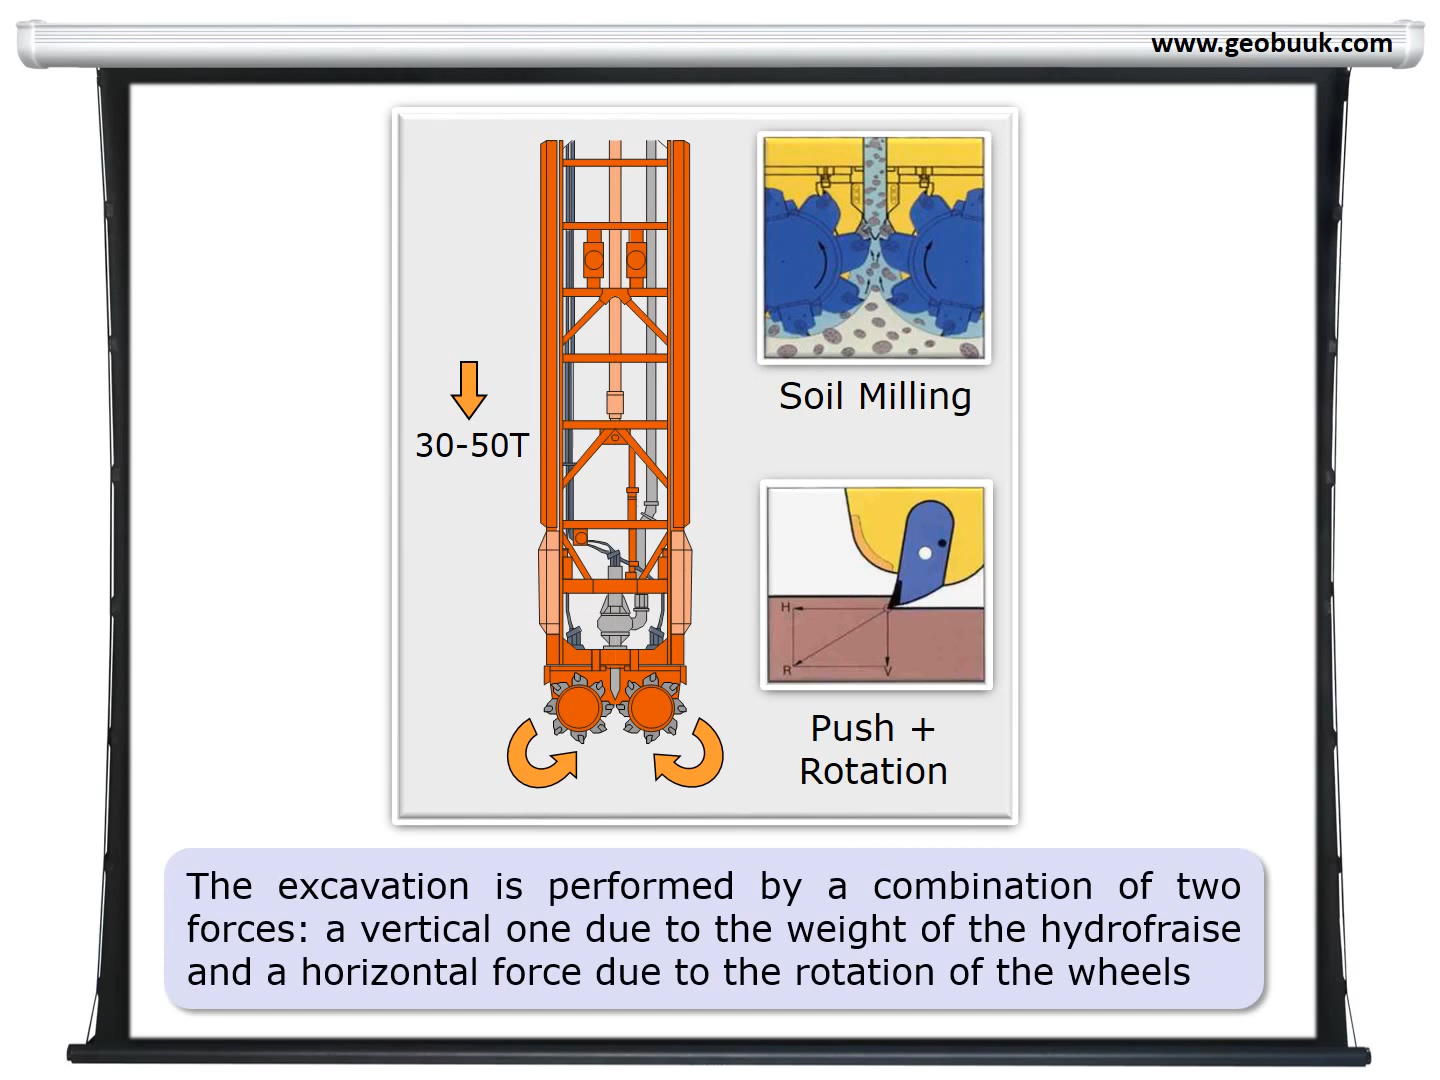 www.geobuuk.com
30-50T
Soil Milling
H
R
V
Push +
Rotation
The excavation is performed by a combination of two
forces: a vertical one due to the weight of the hydrofraise
and a horizontal force due to the rotation of the wheels